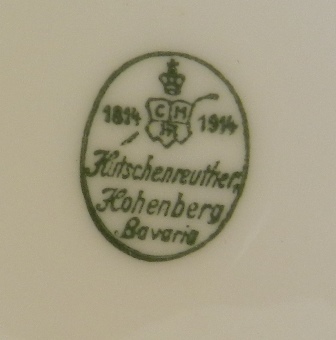 1814 C H R 1914
Hutschenreuther
Hohenberg
Bavaria